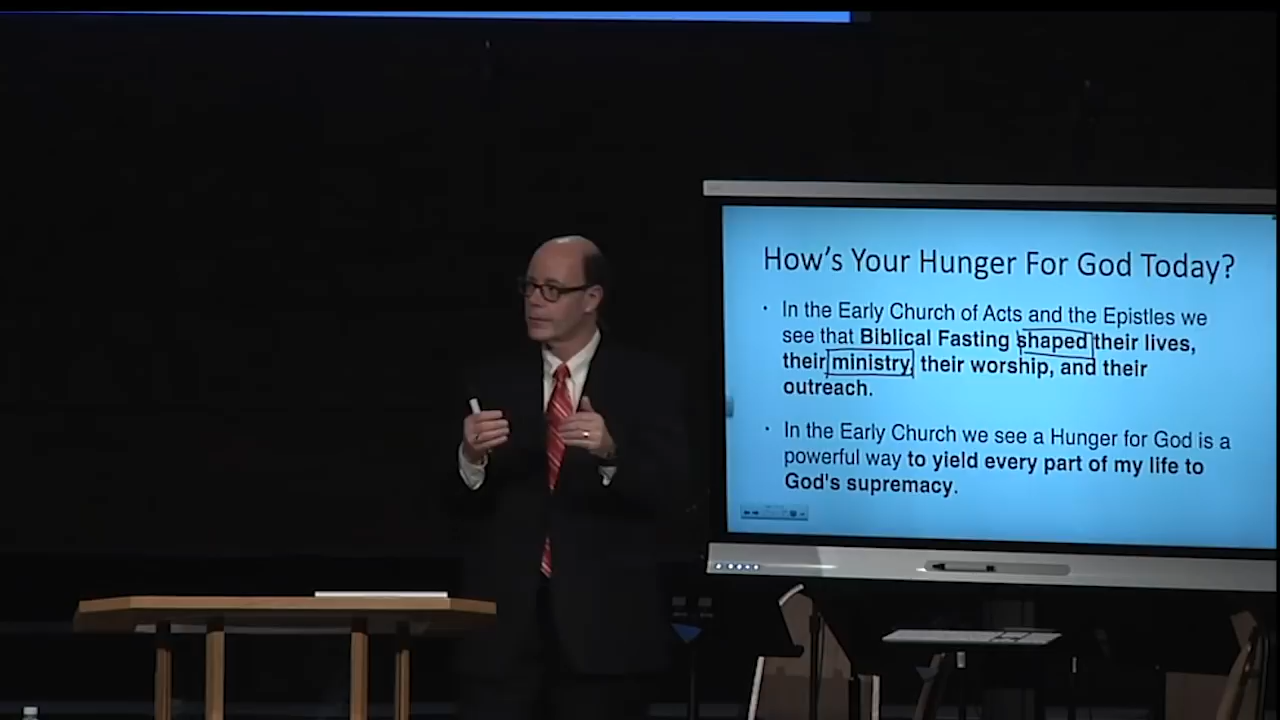 How's Your Hunger For God Today?
• In the Early Church of Acts and the Epistles we
see that Biblical Fasting shaped their lives,
their ministry, their worship, and their
outreach.
• In the Early Church we see a Hunger for God is a
powerful way to yield every part of my life to
God's supremacy.